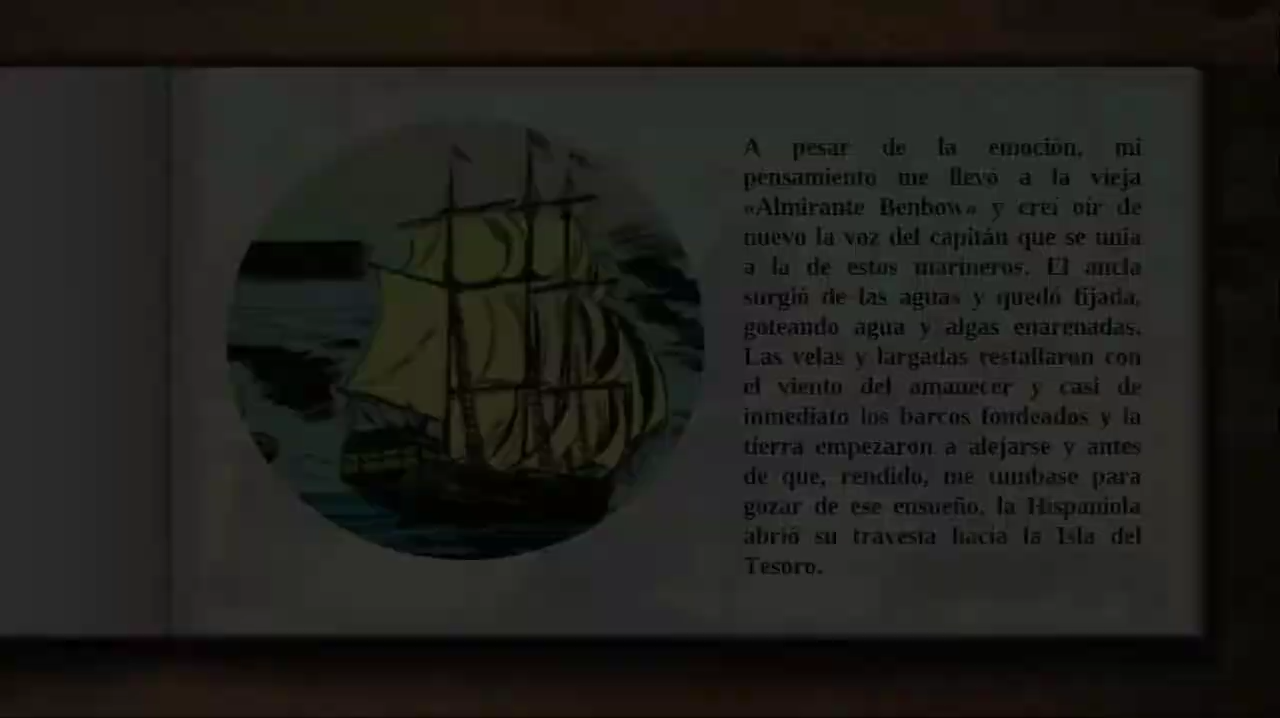 A pesar de la emoción, mi
pensamiento me llevó a la vieja
«Almirante Benbow» y creí oír de
nuevo la voz del capitán que se unía
a la de estos marineros. El ancla
surgió de las aguas y quedó fijada,
goteando agua y algas enarenadas.
Las velas y largadas restallaron con
el viento del amanecer y casi de
inmediato los barcos fondeados y la
tierra empezaron a alejarse y antes
de que, rendido, me tumbase para
gozar de ese ensueño, la Hispaniola
abrió su travesía hacia la Isla del
Tesoro.